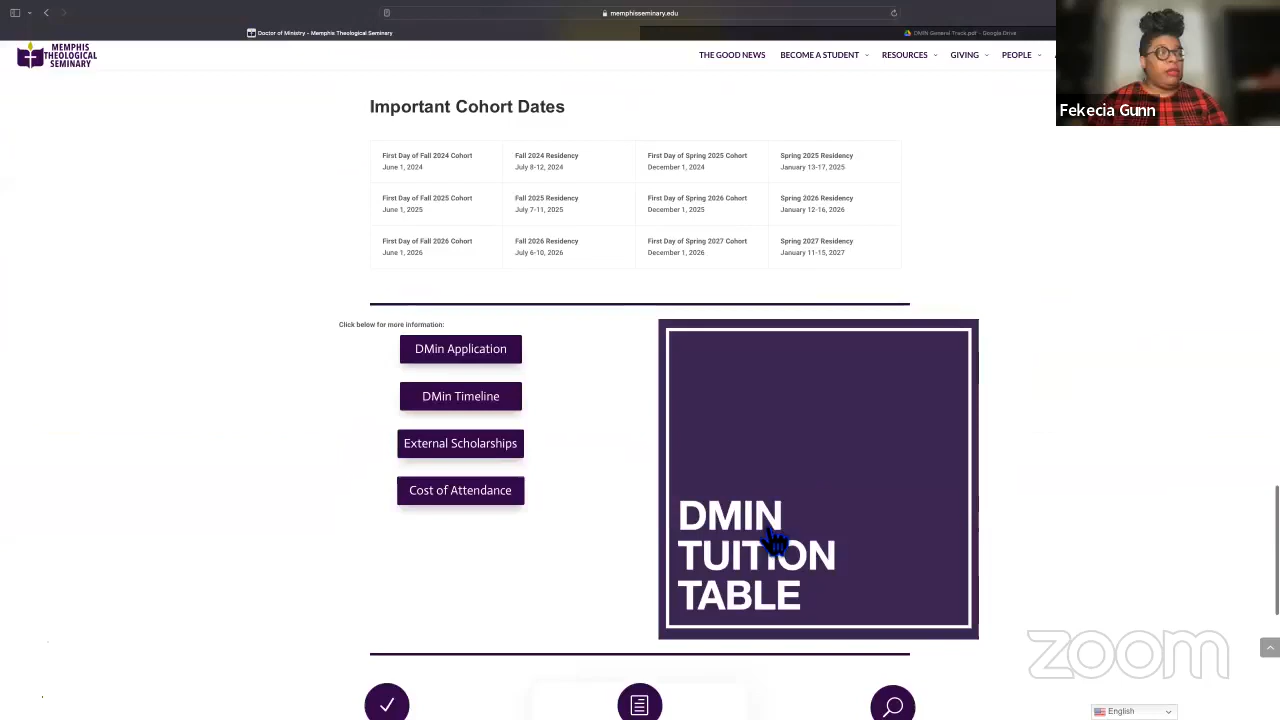 memphisseminary.edu
Doctor of Ministry - Memphis Theological Seminary
DMIN General Track.pdf - Google Drive
MEMPHIS
THEOLOGICAL
SEMINARY
THE GOOD NEWS
BECOME A STUDENT
RESOURCES
GIVING
PEOPLE
Fekecia Gunn
Important Cohort Dates
First Day of Fall 2024 Cohort
June 1, 2024
Fall 2024 Residency
July 8-12, 2024
First Day of Spring 2025 Cohort
December 1, 2024
Spring 2025 Residency
January 13-17, 2025
First Day of Fall 2025 Cohort
June 1, 2025
Fall 2025 Residency
July 7-11, 2025
First Day of Spring 2026 Cohort
December 1, 2025
Spring 2026 Residency
January 12-16, 2026
First Day of Fall 2026 Cohort
June 1, 2026
Fall 2026 Residency
July 6-10, 2026
First Day of Spring 2027 Cohort
December 1, 2026
Spring 2027 Residency
January 11-15, 2027
Click below for more information:
DMin Application
DMin Timeline
External Scholarships
Cost of Attendance
DMIN
TUITION
TABLE
zoom
English